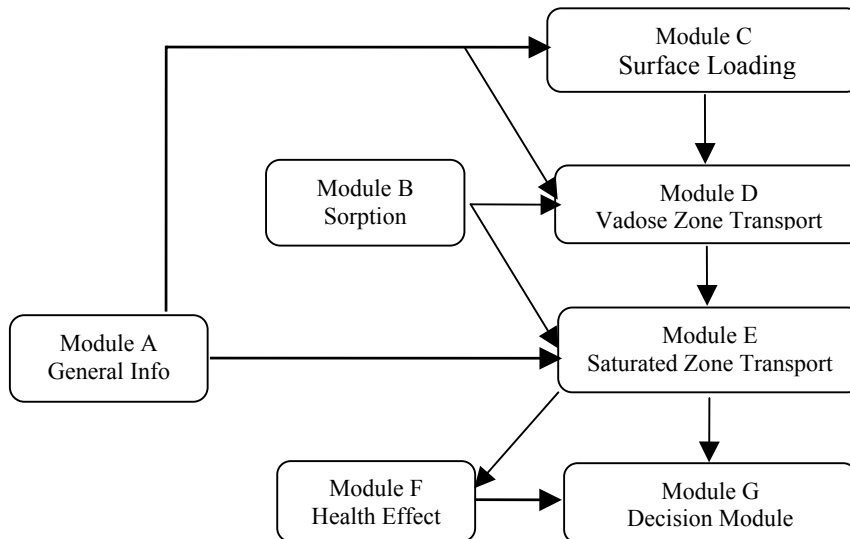 Module C
Surface Loading
Module B
Sorption
Module D
Vadose Zone Transport
Module A
General Info
Module E
Saturated Zone Transport
Module F
Health Effect
Module G
Decision Module